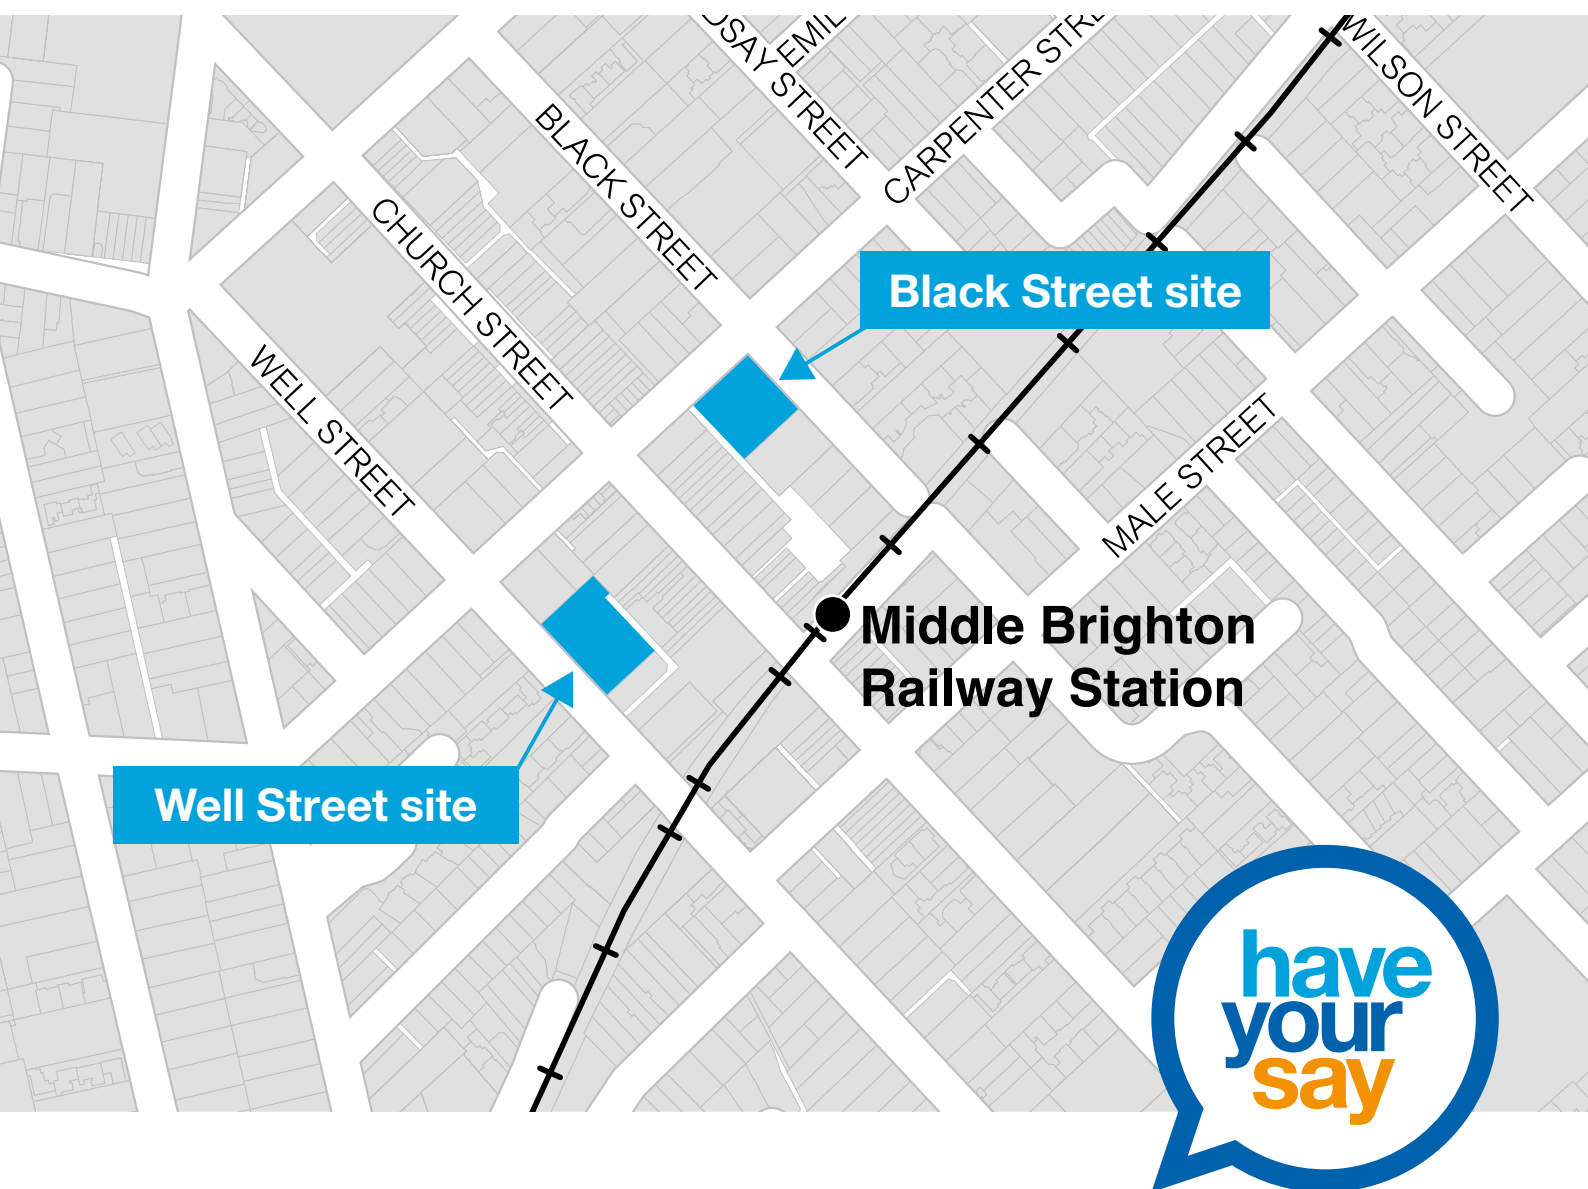 WILSON STREET
CARPENTER STRE
BLACK STREET
CHURCH STREET
WELL STREET
MALE STREET
Black Street site
Middle Brighton
Railway Station
Well Street site
have
your
say